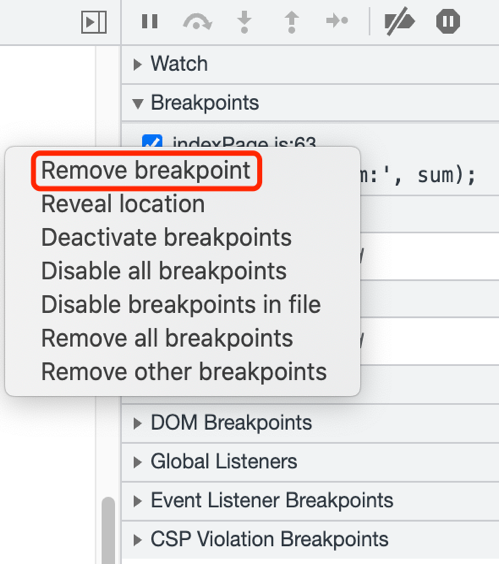 Watch
Breakpoints
indexPage.js:63
Remove breakpoint
m:', sum);
Reveal location
Deactivate breakpoints
Disable all breakpoints
Disable breakpoints in file
Remove all breakpoints
Remove other breakpoints
DOM Breakpoints
Global Listeners
Event Listener Breakpoints
CSP Violation Breakpoints